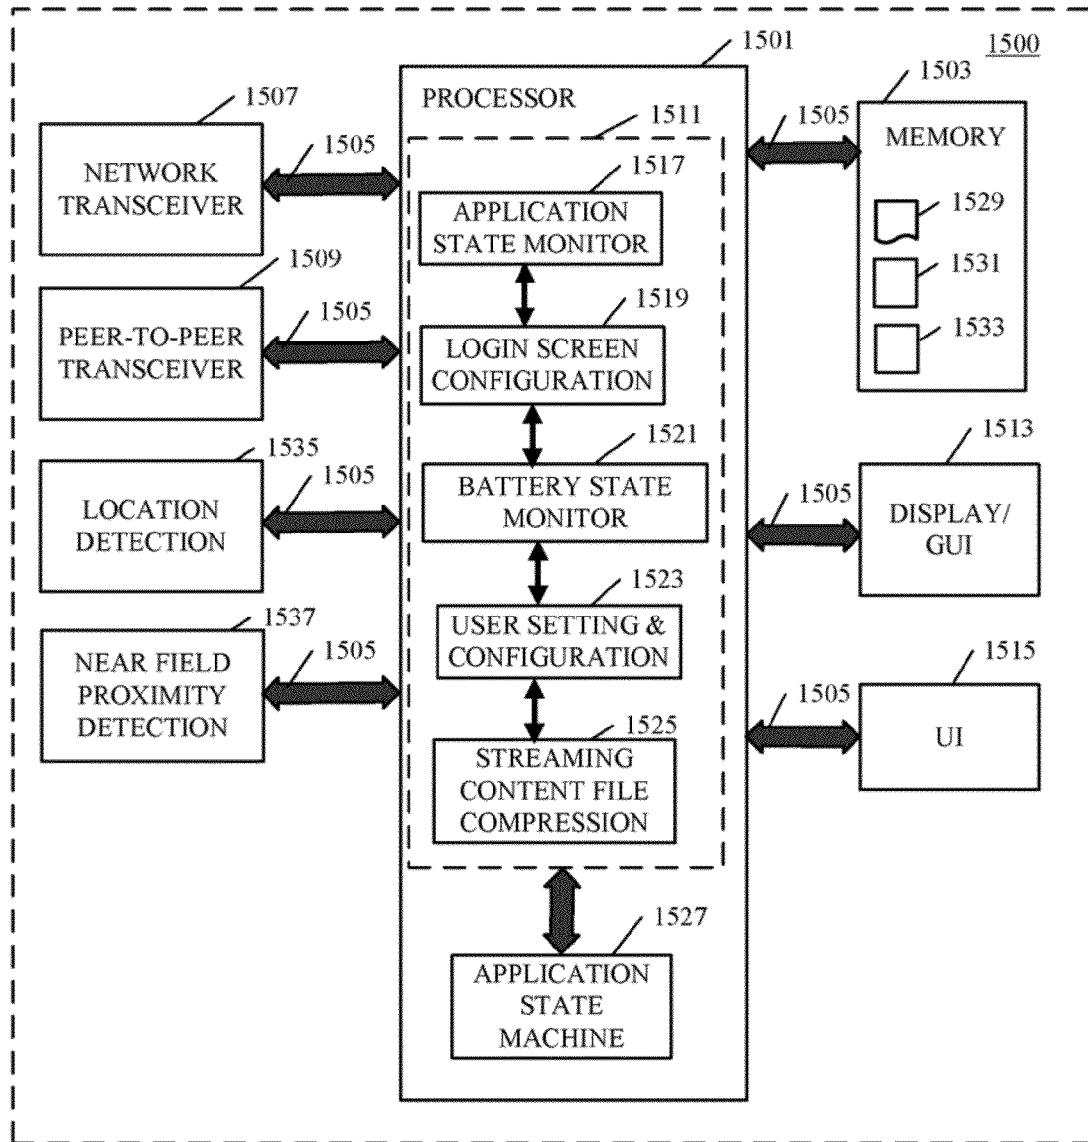 1500
1501
PROCESSOR
1503
MEMORY
1529
1531
1533
1505
1507
NETWORK
TRANSCEIVER
1505
1509
PEER-TO-PEER
TRANSCEIVER
1505
1535
LOCATION
DETECTION
1505
1537
NEAR FIELD
PROXIMITY
DETECTION
1505
1511
1517
APPLICATION
STATE MONITOR
1519
LOGIN SCREEN
CONFIGURATION
1521
BATTERY STATE
MONITOR
1523
USER SETTING &
CONFIGURATION
1525
STREAMING
CONTENT FILE
COMPRESSION
1527
APPLICATION
STATE
MACHINE
1513
1505
DISPLAY/
GUI
1515
1505
UI